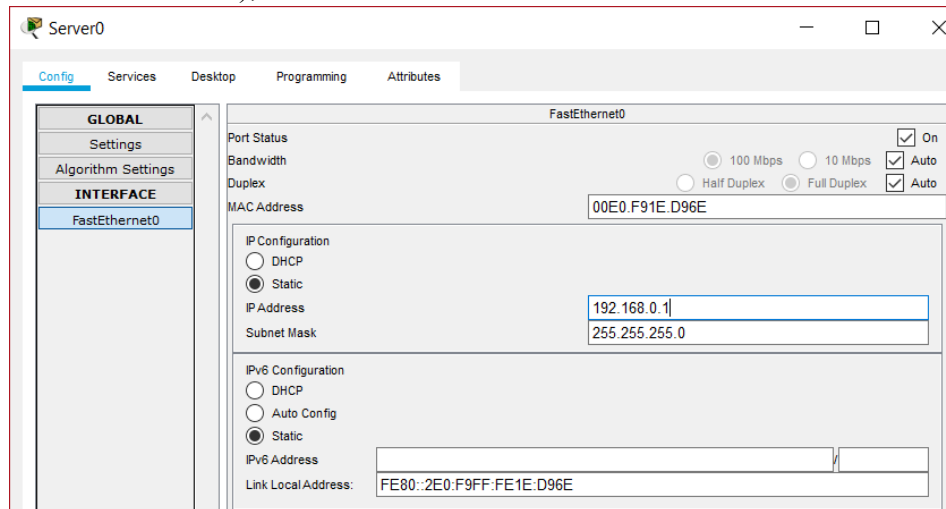 Server0
Config Services Desktop Programming Attributes
GLOBAL
Settings
Algorithm Settings
INTERFACE
FastEthernet0
FastEthernet0
Port Status On
Bandwidth 100 Mbps 10 Mbps Auto
Duplex Half Duplex Full Duplex Auto
MAC Address 00E0.F91E.D96E
IP Configuration
DHCP
Static
IP Address 192.168.0.1
Subnet Mask 255.255.255.0
IPv6 Configuration
DHCP
Auto Config
Static
IPv6 Address /
Link Local Address: FE80::2E0:F9FF:FE1E:D96E